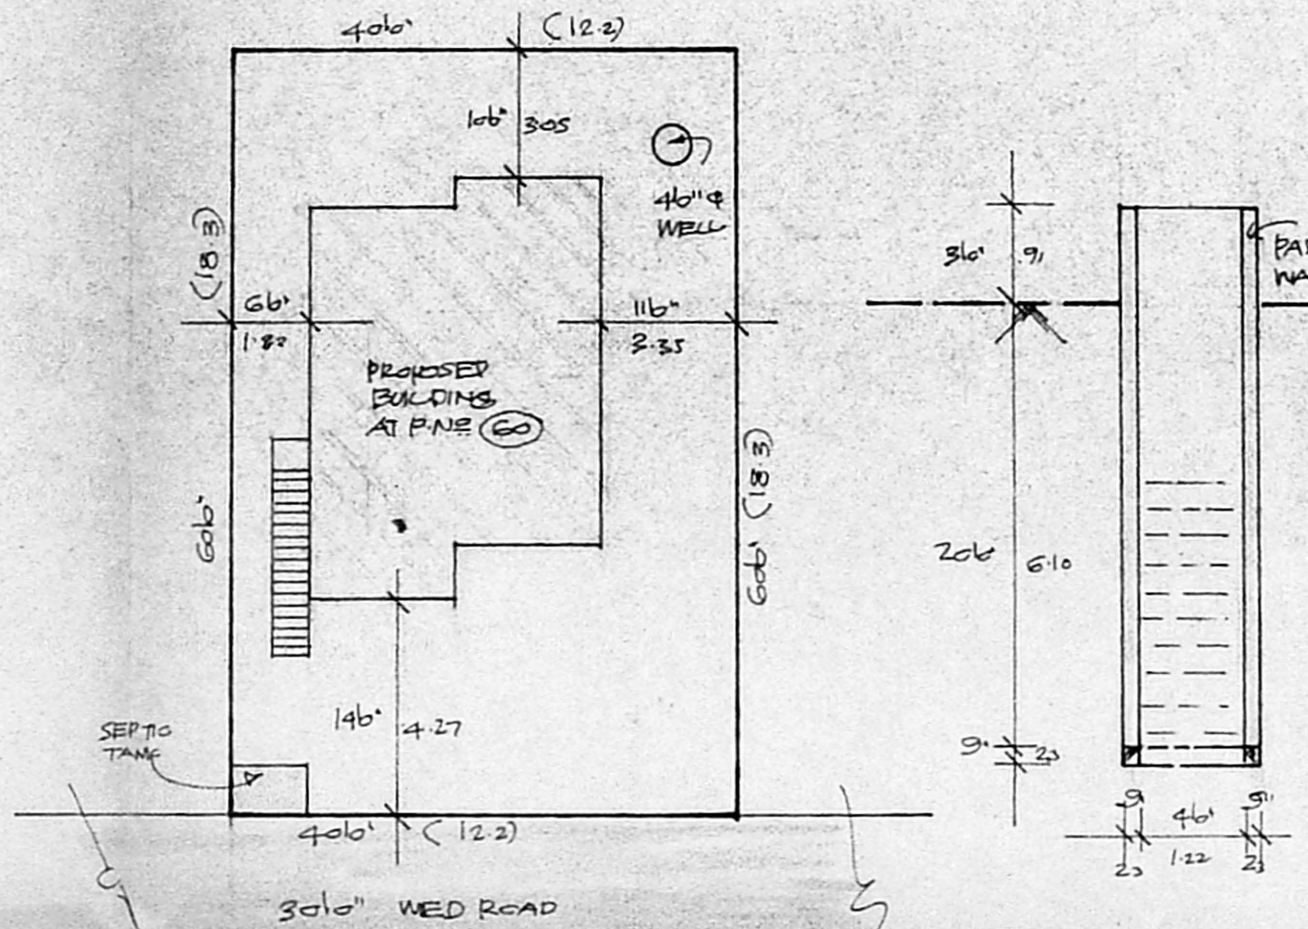 40'0" (12.2)
10'0" 3.05
4'0" φ
WELL
(18.3)
6'0"
1.82
11'0"
3.35
PROPOSED
BUILDING
AT P.Nº 60
60'0"
60'0" (18.3)
14'0" 4.27
SEPTIC
TANK
40'0" (12.2)
30'0" WED ROAD
3'0" .91
20'0" 6.10
9" 23
9" 4'0" 9"
23 1.22 23